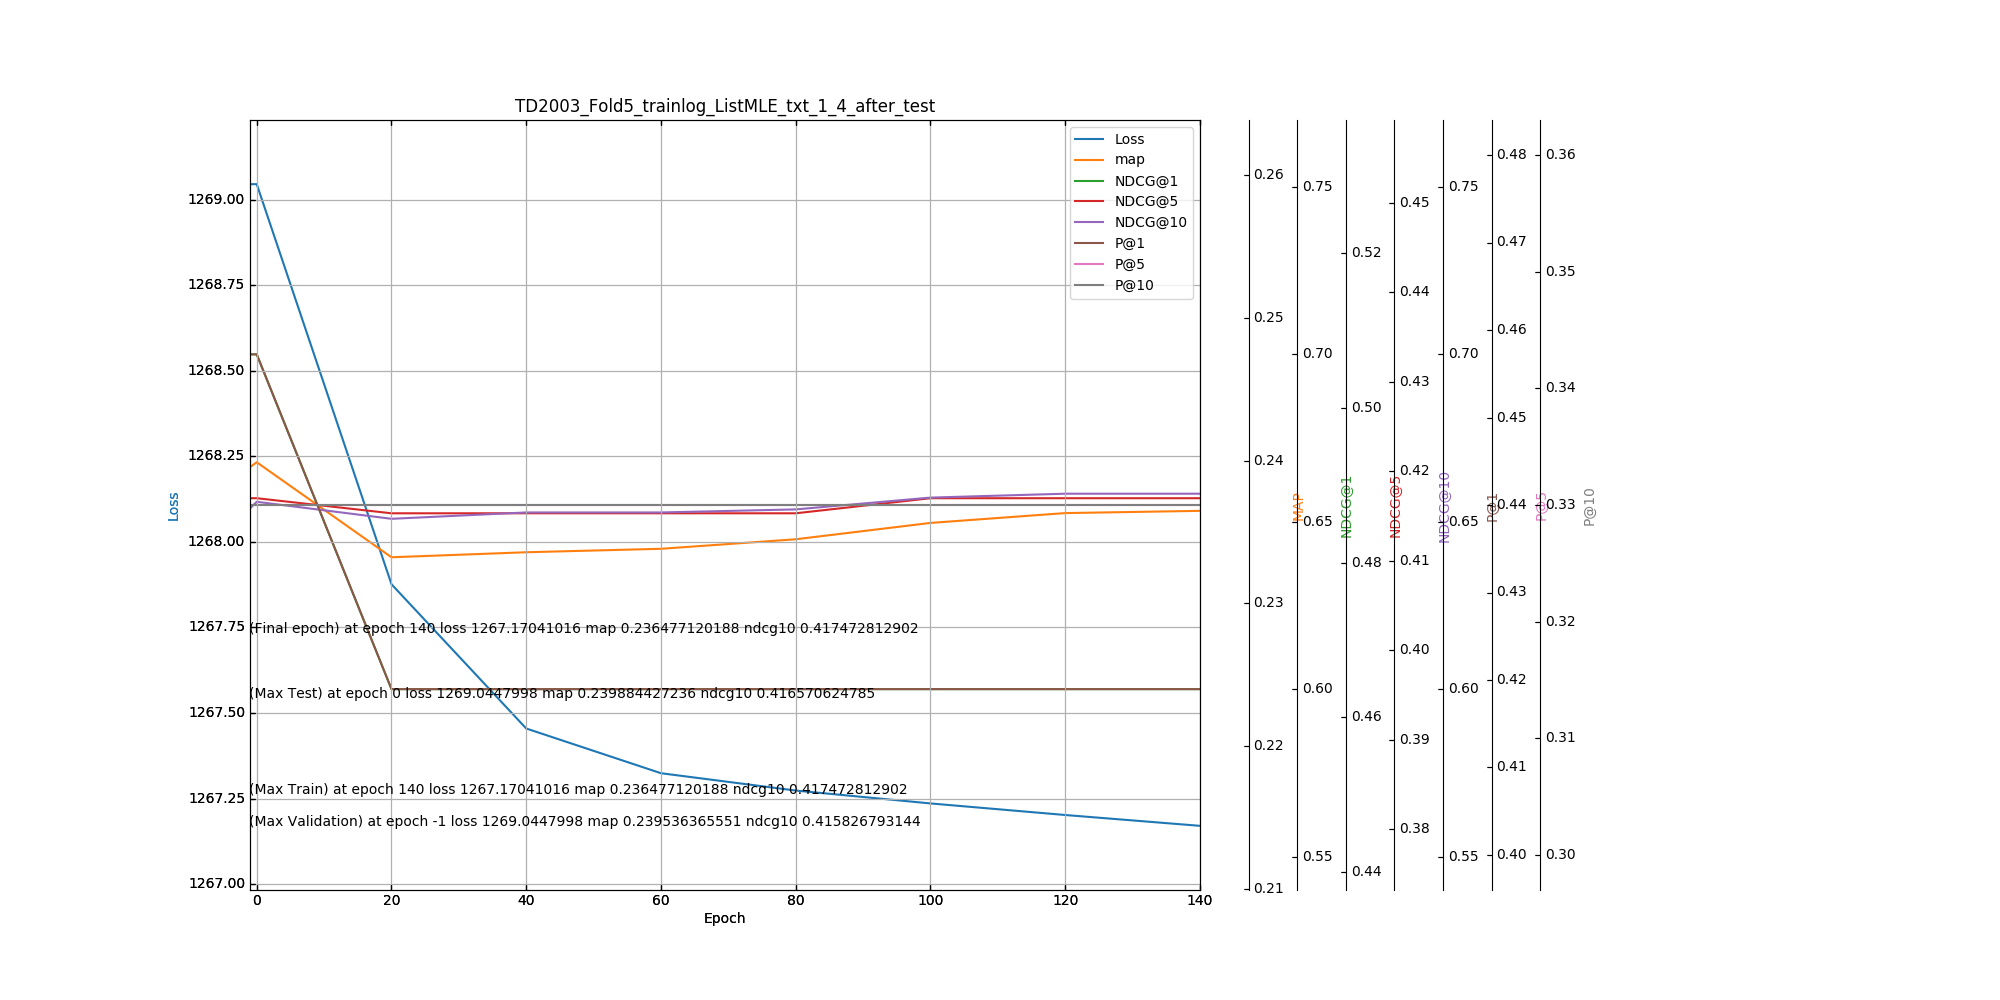 TD2003_Fold5_trainlog_ListMLE_txt_1_4_after_test
Loss
map
NDCG@1
NDCG@5
NDCG@10
P@1
P@5
P@10
1269.00
1268.75
1268.50
1268.25
1268.00
1267.75
1267.50
1267.25
1267.00
Loss
(Final epoch) at epoch 140 loss 1267.17041016 map 0.236477120188 ndcg10 0.417472812902
(Max Test) at epoch 0 loss 1269.0447998 map 0.239884427236 ndcg10 0.416570624785
(Max Train) at epoch 140 loss 1267.17041016 map 0.236477120188 ndcg10 0.417472812902
(Max Validation) at epoch -1 loss 1269.0447998 map 0.239536365551 ndcg10 0.415826793144
0 20 40 60 80 100 120 140
Epoch
0.26
0.25
0.24
0.23
0.22
0.21
MAP
0.75
0.70
0.65
0.60
0.55
NDCG@1
0.52
0.50
0.48
0.46
0.44
NDCG@5
0.45
0.44
0.43
0.42
0.41
0.40
0.39
0.38
NDCG@10
0.75
0.70
0.65
0.60
0.55
P@1
0.48
0.47
0.46
0.45
0.44
0.43
0.42
0.41
0.40
P@5
0.36
0.35
0.34
0.33
0.32
0.31
0.30
P@10